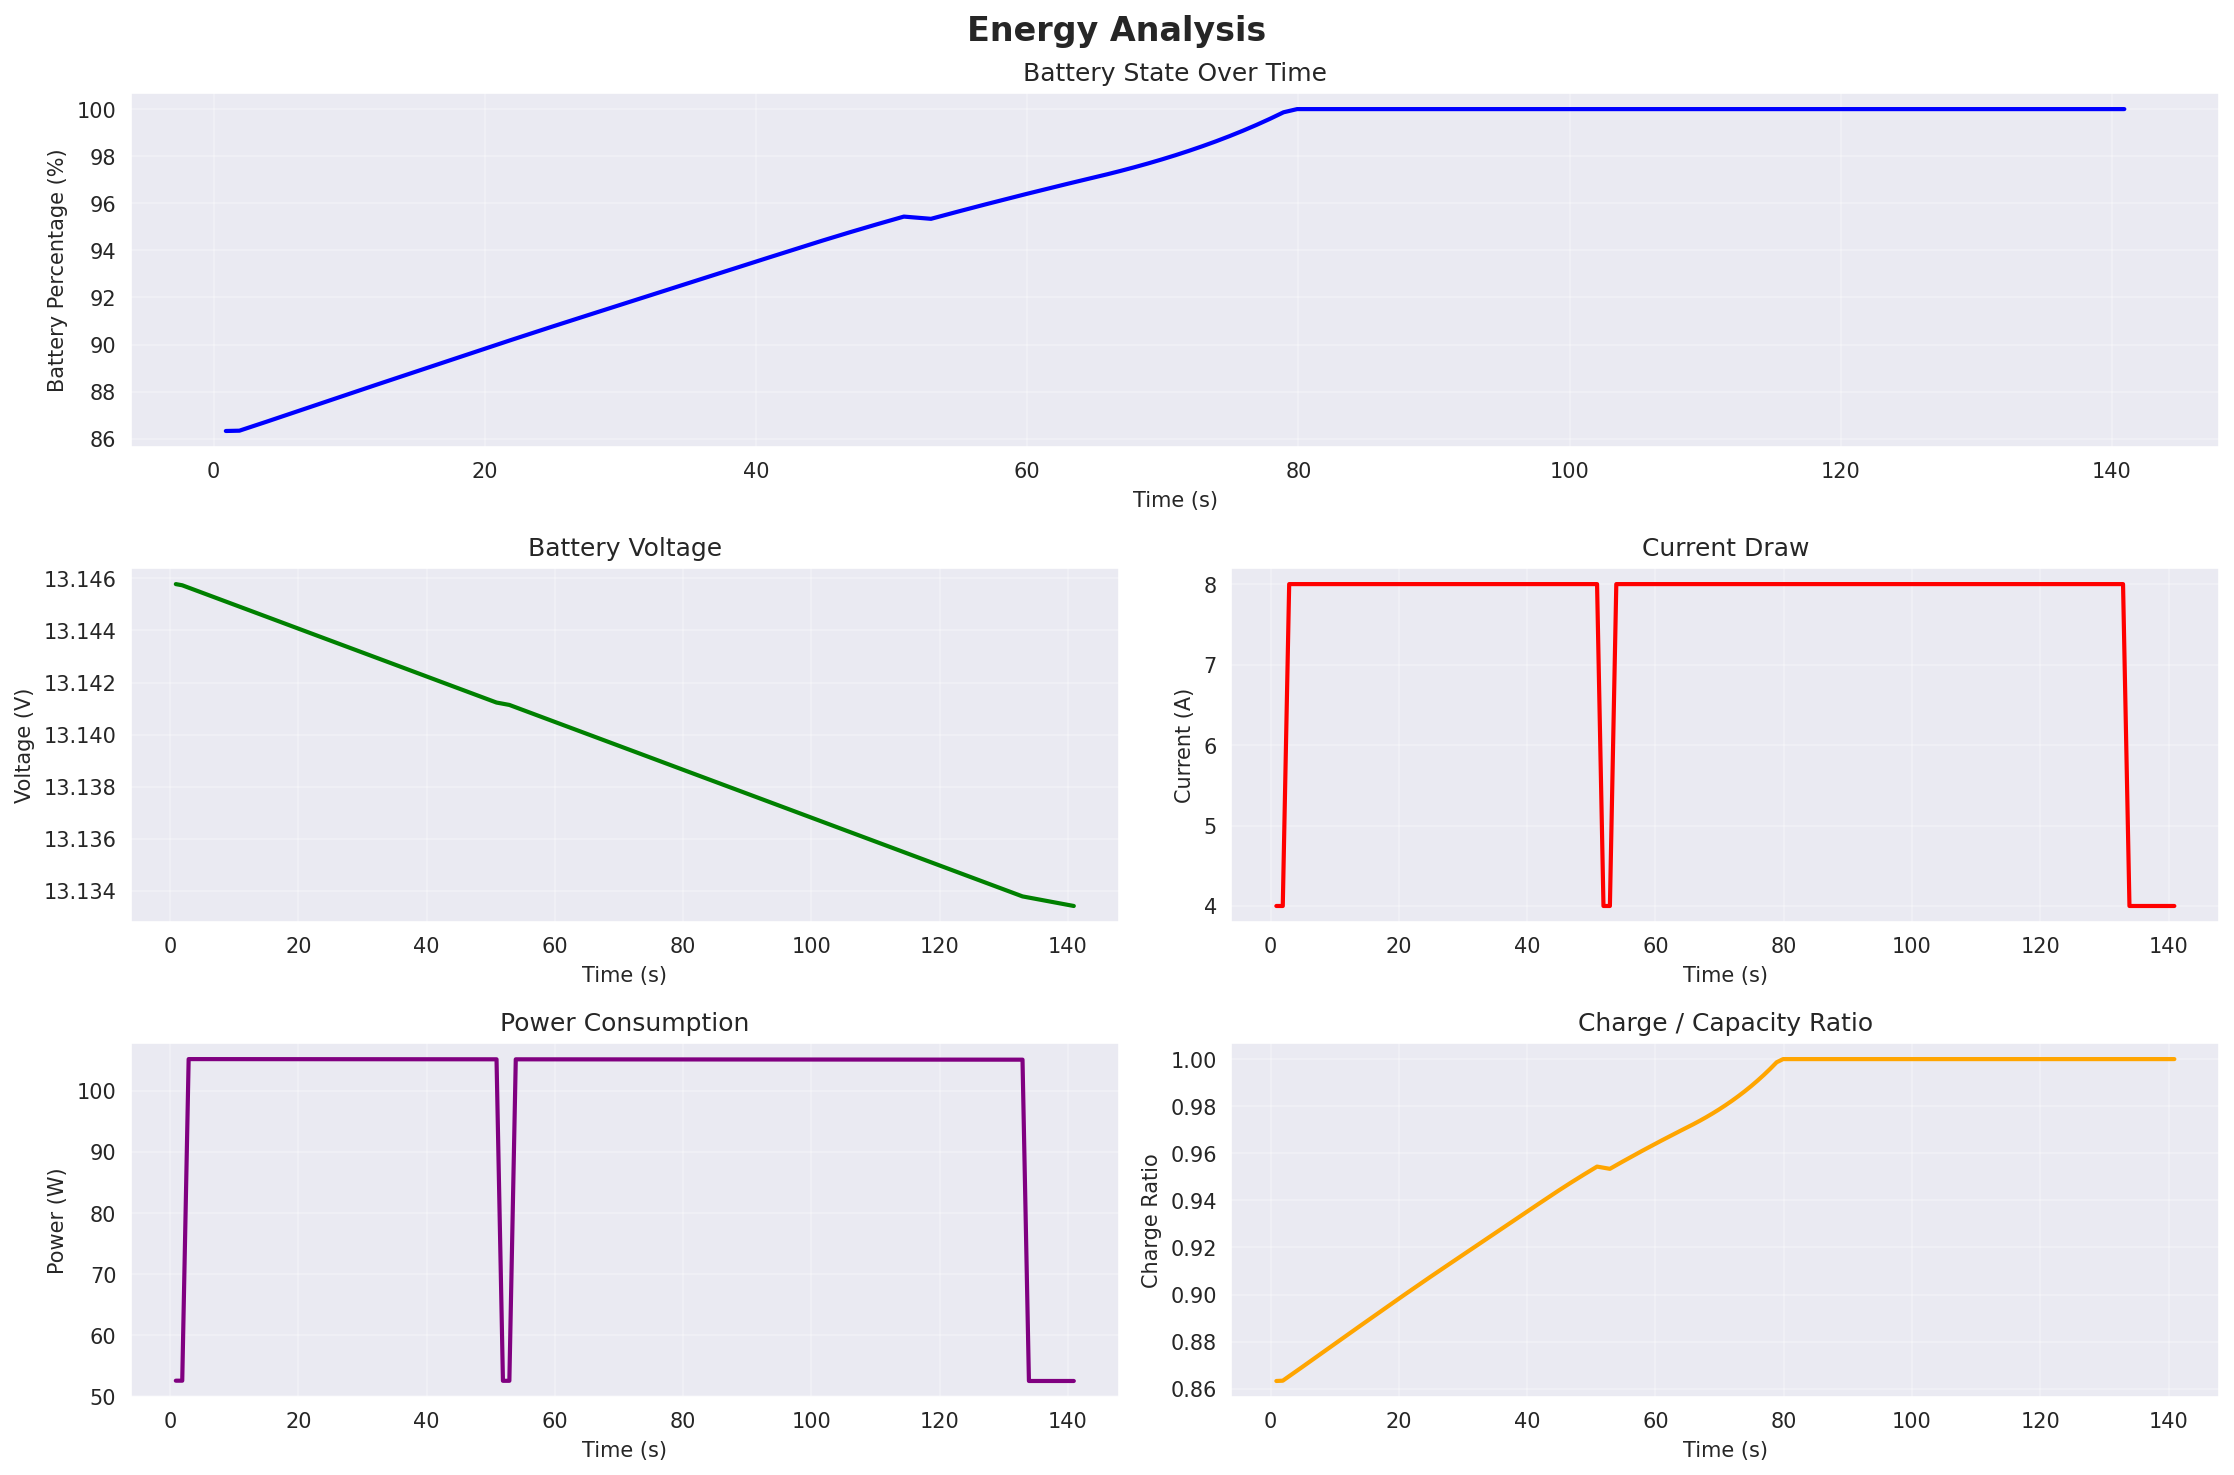 Energy Analysis
Battery State Over Time
Battery Percentage (%)
100
98
96
94
92
90
88
86
0 20 40 60 80 100 120 140
Time (s)
Battery Voltage
Voltage (V)
13.146
13.144
13.142
13.140
13.138
13.136
13.134
0 20 40 60 80 100 120 140
Time (s)
Current Draw
Current (A)
8
7
6
5
4
0 20 40 60 80 100 120 140
Time (s)
Power Consumption
Power (W)
100
90
80
70
60
50
0 20 40 60 80 100 120 140
Time (s)
Charge / Capacity Ratio
Charge Ratio
1.00
0.98
0.96
0.94
0.92
0.90
0.88
0.86
0 20 40 60 80 100 120 140
Time (s)